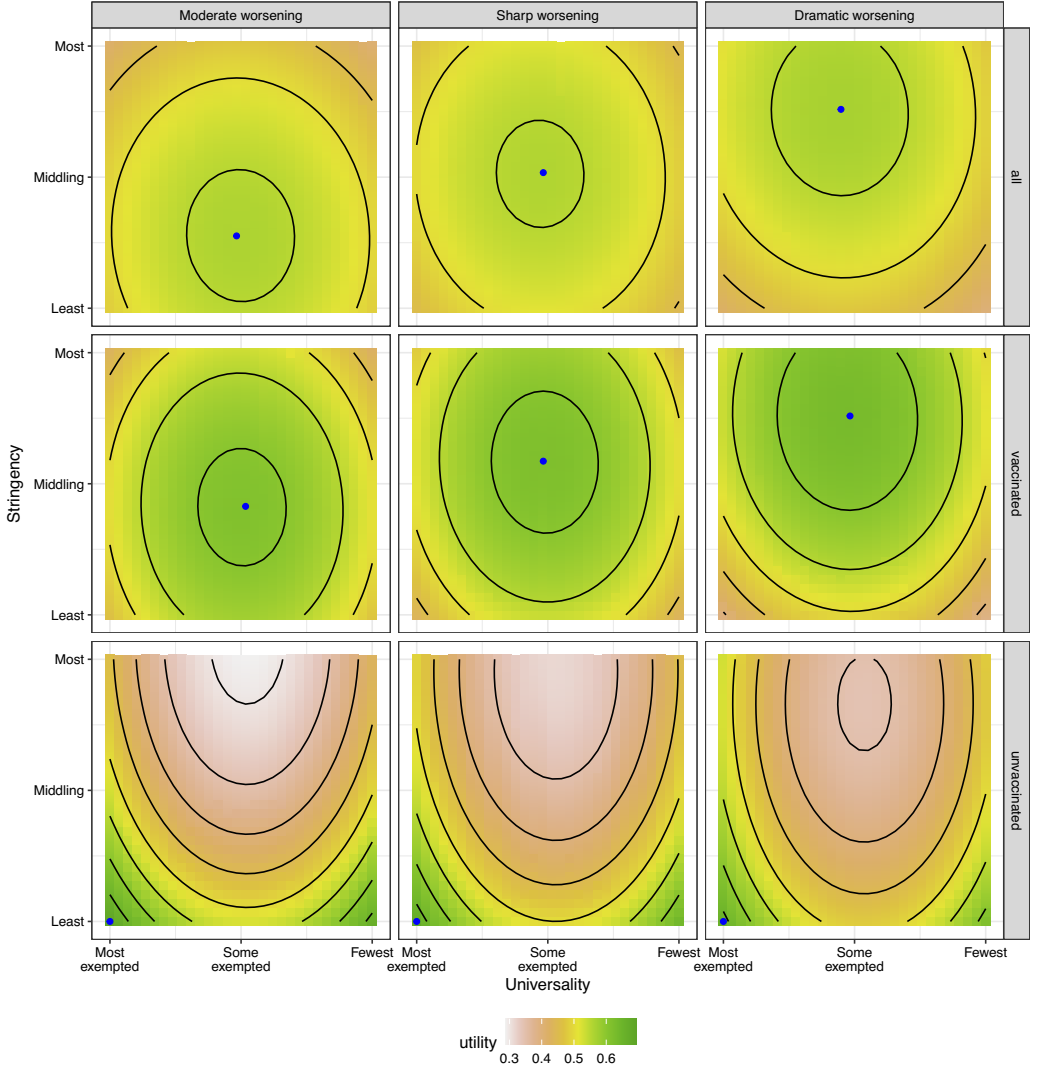 Moderate worsening
Sharp worsening
Dramatic worsening
Most
Middling
Least
all
Most
Middling
Least
vaccinated
Stringency
Most
Middling
Least
unvaccinated
Most
exempted
Some
exempted
Fewest
Most
exempted
Some
exempted
Fewest
Most
exempted
Some
exempted
Fewest
Universality
utility
0.3 0.4 0.5 0.6